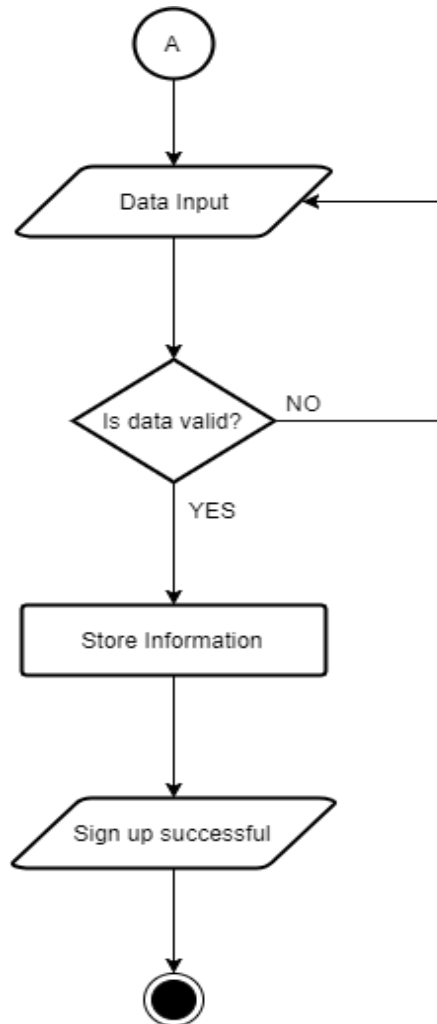 A
Data Input
Is data valid?
NO
YES
Store Information
Sign up successful